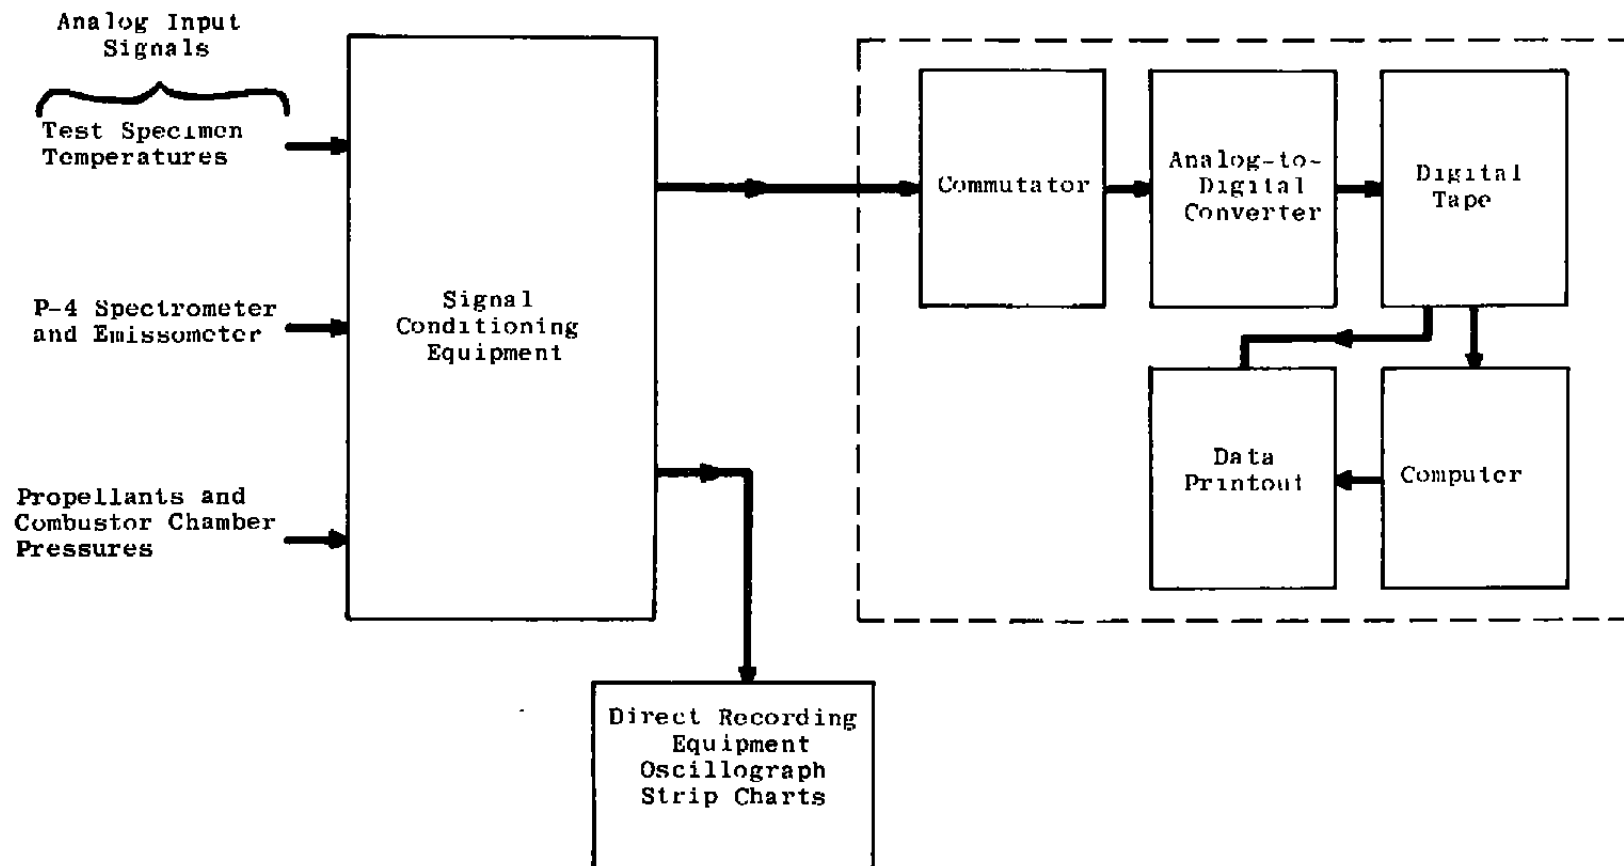 Analog Input
Signals
Test Specimen
Temperatures
P-4 Spectrometer
and Emissometer
Propellants and
Combustor Chamber
Pressures
Signal
Conditioning
Equipment
Commutator
Analog-to-
Digital
Converter
Digital
Tape
Data
Printout
Computer
Direct Recording
Equipment
Oscillograph
Strip Charts